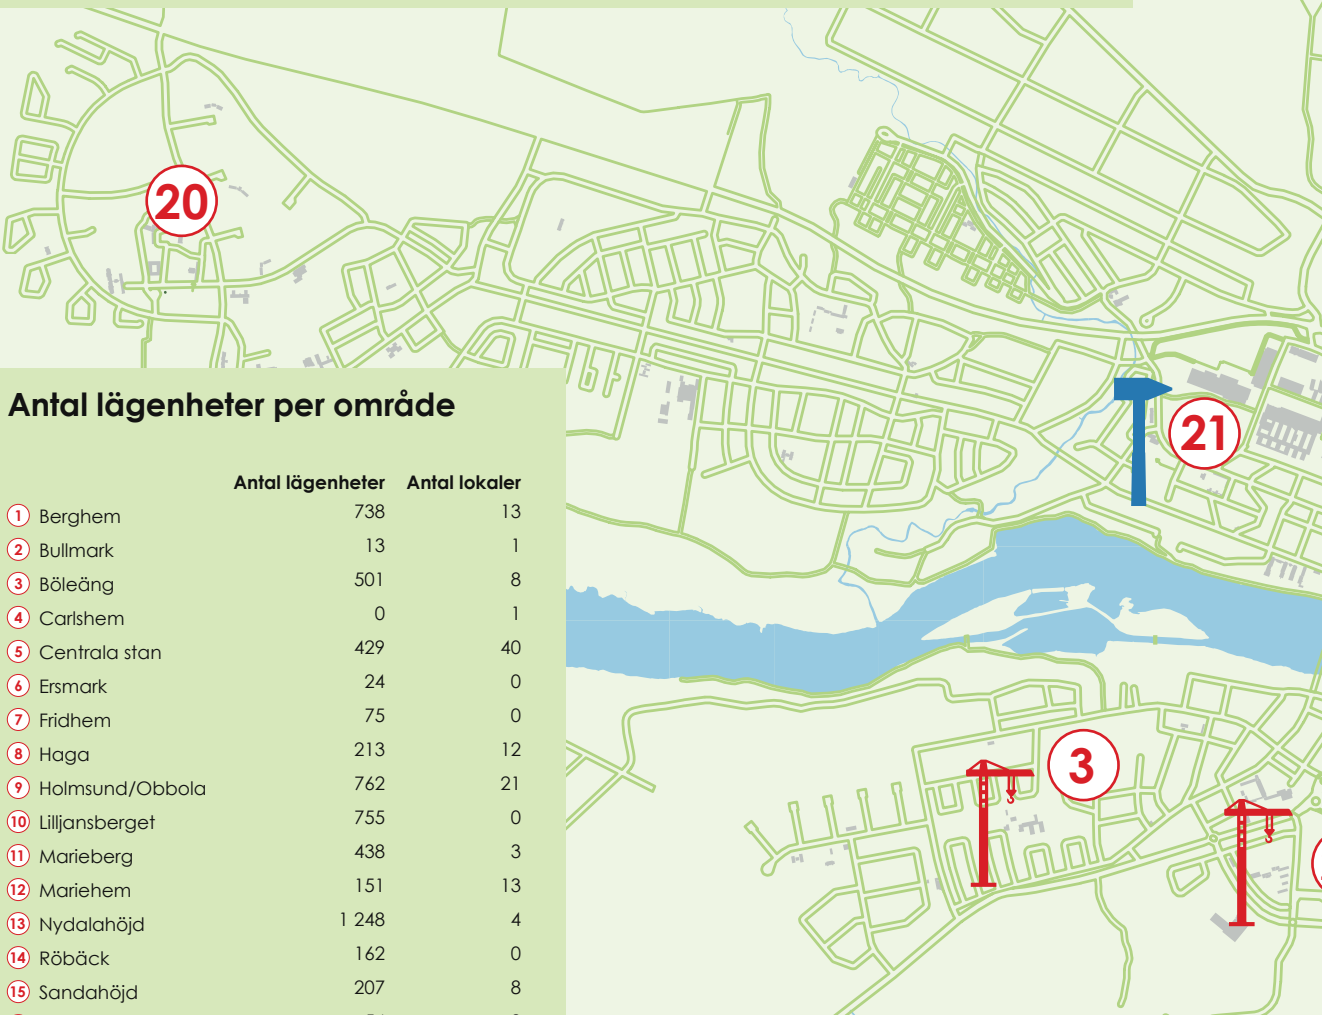 20
21
3
Antal lägenheter per område
Antal lägenheter Antal lokaler
1 Berghem 738 13
2 Bullmark 13 1
3 Böleäng 501 8
4 Carlshem 0 1
5 Centrala stan 429 40
6 Ersmark 24 0
7 Fridhem 75 0
8 Haga 213 12
9 Holmsund/Obbola 762 21
10 Lilljansberget 755 0
11 Marieberg 438 3
12 Mariehem 151 13
13 Nydalahöjd 1 248 4
14 Röbäck 162 0
15 Sandahöjd 207 8